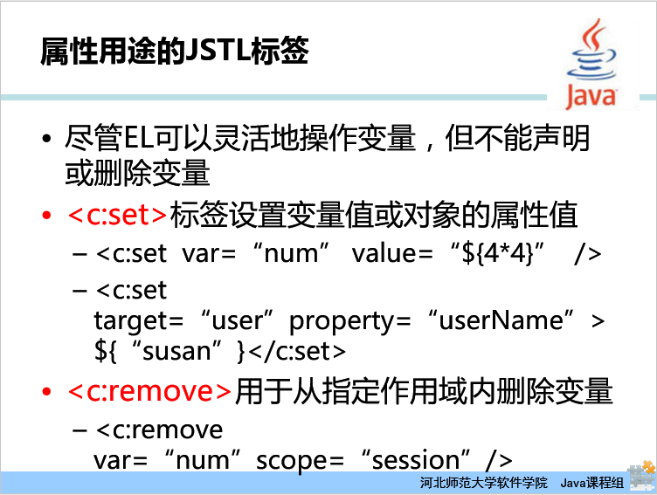 属性用途的JSTL标签
Java
• 尽管EL可以灵活地操作变量，但不能声明
或删除变量
• <c:set>标签设置变量值或对象的属性值
– <c:set var=“num” value=“${4*4}” />
– <c:set
target=“user”property=“userName”>
${“susan”}</c:set>
• <c:remove>用于从指定作用域内删除变量
– <c:remove
var=“num”scope=“session”/>
河北师范大学软件学院 Java课程组